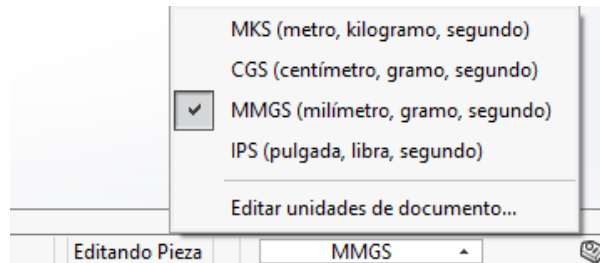 MKS (metro, kilogramo, segundo)
CGS (centímetro, gramo, segundo)
MMGS (milímetro, gramo, segundo)
IPS (pulgada, libra, segundo)
Editar unidades de documento...
Editando Pieza MMGS